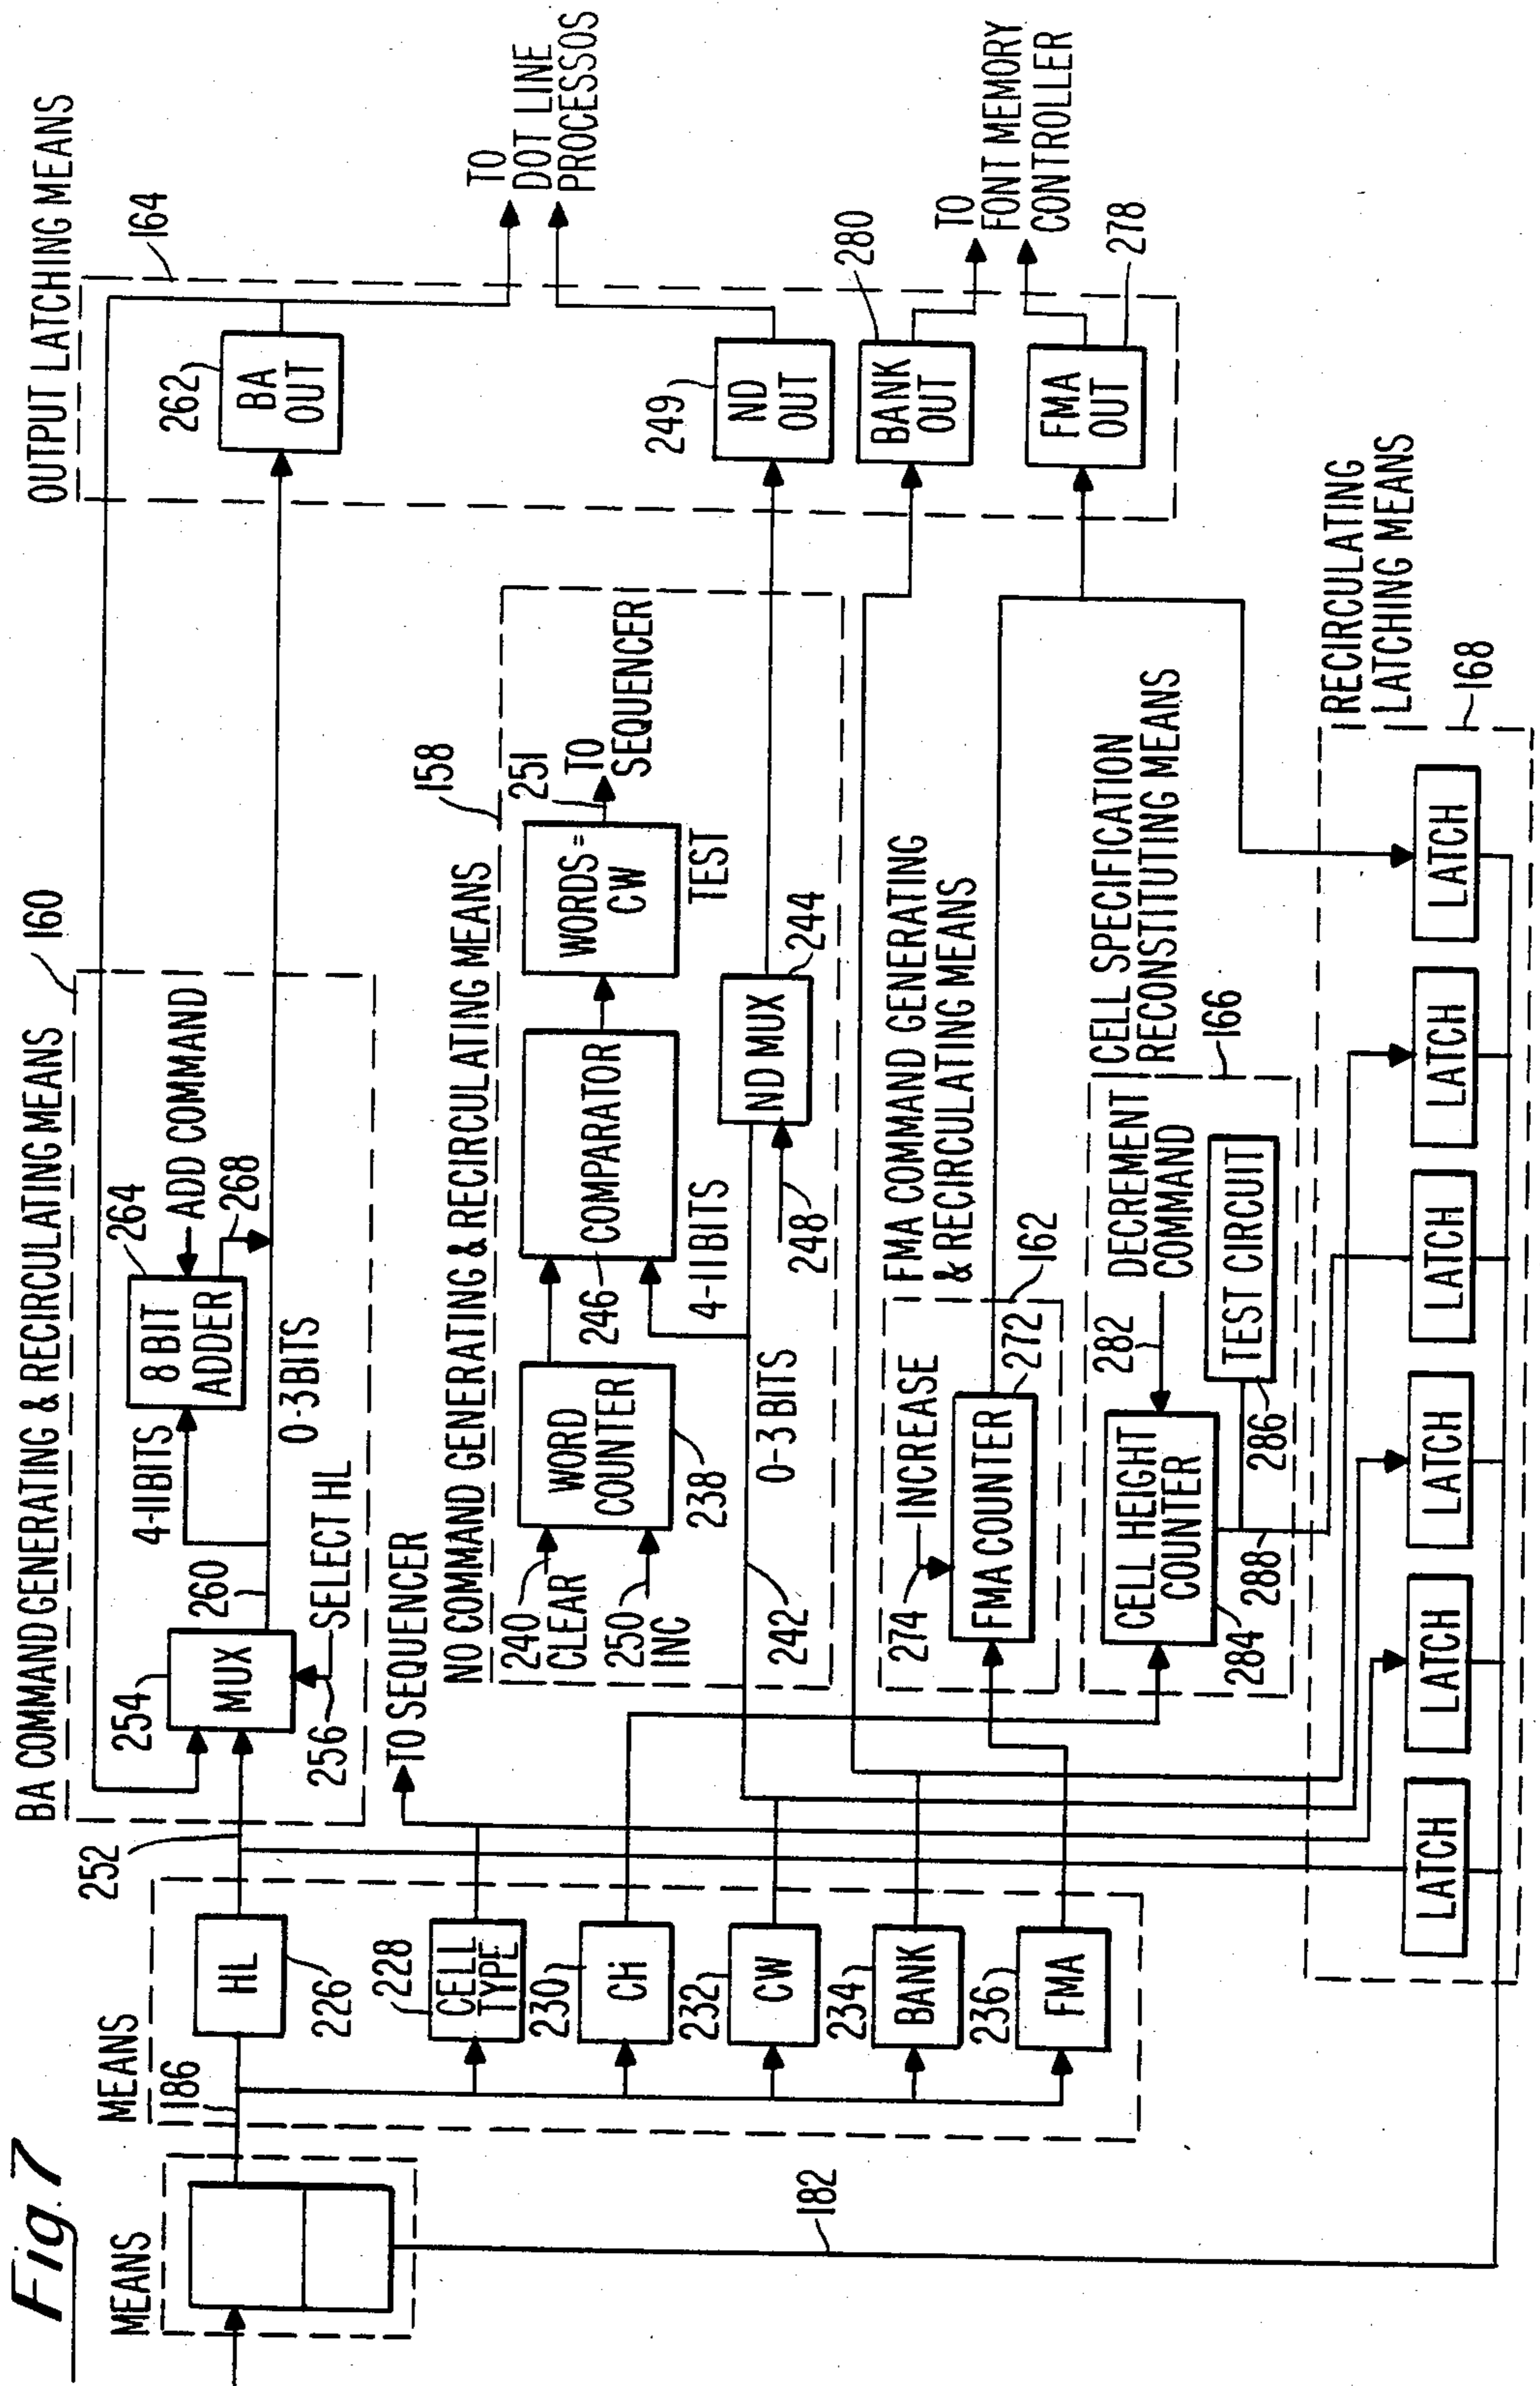 Fig. 7
MEANS
MEANS
186
182
BA COMMAND GENERATING & RECIRCULATING MEANS
160
252
254
MUX
256
SELECT HL
260
4-11 BITS
0-3 BITS
264
8 BIT
ADDER
ADD COMMAND
268
OUTPUT LATCHING MEANS
164
262
BA
OUT
TO
DOT LINE
PROCESSOS
HL
226
228
CELL
TYPE
230
CH
232
CW
234
BANK
236
FMA
TO SEQUENCER
NO COMMAND GENERATING & RECIRCULATING MEANS
158
240
CLEAR
250
INC
WORD
COUNTER
238
242
0-3 BITS
4-11 BITS
246
COMPARATOR
WORDS=
CW
TEST
251
TO
SEQUENCER
248
ND MUX
244
249
ND
OUT
280
BANK
OUT
TO
FONT MEMORY
CONTROLLER
FMA
OUT
278
FMA COMMAND GENERATING
& RECIRCULATING MEANS
162
274
INCREASE
FMA COUNTER
272
CELL SPECIFICATION
RECONSTITUTING MEANS
166
282
DECREMENT
COMMAND
CELL HEIGHT
COUNTER
284
288
286
TEST CIRCUIT
RECIRCULATING
LATCHING MEANS
168
LATCH
LATCH
LATCH
LATCH
LATCH
LATCH